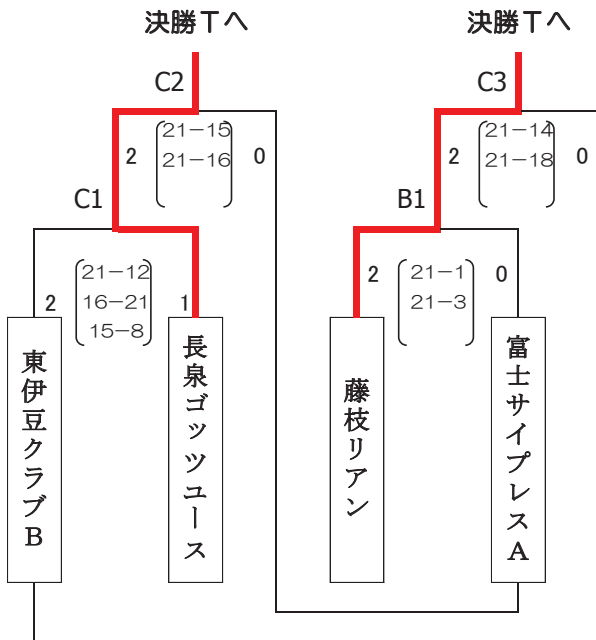 決勝Tへ 決勝Tへ
C2 C3
21-15 21-14
2 21-16 0 2 21-18 0
C1 B1
21-12 21-1
2 16-21 1 2 21-3 0
15-8
東伊豆クラブB
長泉ゴッツユース
藤枝リアン
富士サイプレスA